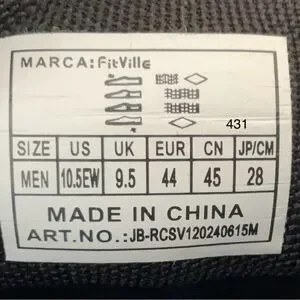 MARCA: FitVille
431
SIZE US UK EUR CN JP/CM
MEN 10.5EW 9.5 44 45 28
MADE IN CHINA
ART.NO.:JB-RCSV120240615M